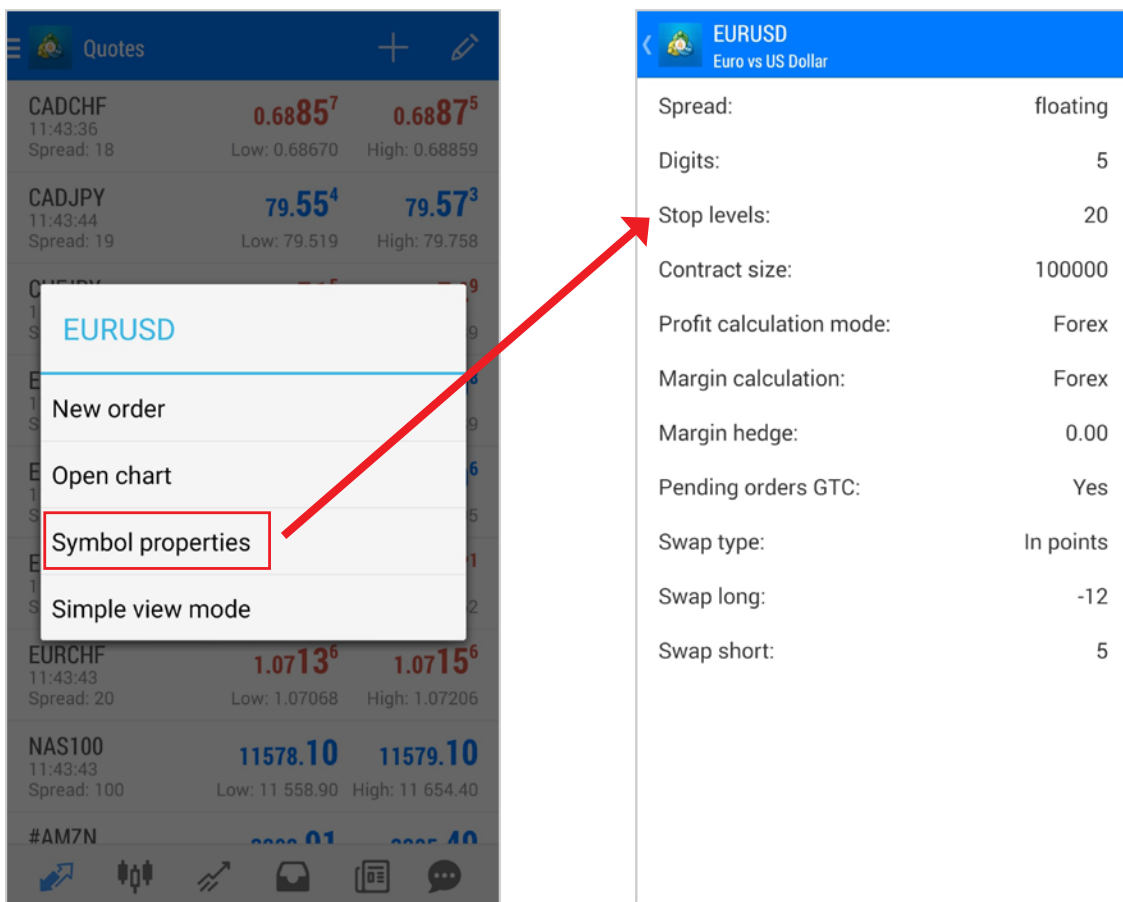 Quotes
CADCHF
11:43:36
Spread: 18
0.68857
0.68875
Low: 0.68670
High: 0.68859
CADJPY
11:43:44
Spread: 19
79.554
79.573
Low: 79.519
High: 79.758
EURUSD
New order
Open chart
Symbol properties
Simple view mode
EURCHF
11:43:43
Spread: 20
1.07136
1.07156
Low: 1.07068
High: 1.07206
NAS100
11:43:43
Spread: 100
11578.10
11579.10
Low: 11 558.90
High: 11 654.40
#AMZN
EURUSD
Euro vs US Dollar
Spread: floating
Digits: 5
Stop levels: 20
Contract size: 100000
Profit calculation mode: Forex
Margin calculation: Forex
Margin hedge: 0.00
Pending orders GTC: Yes
Swap type: In points
Swap long: -12
Swap short: 5